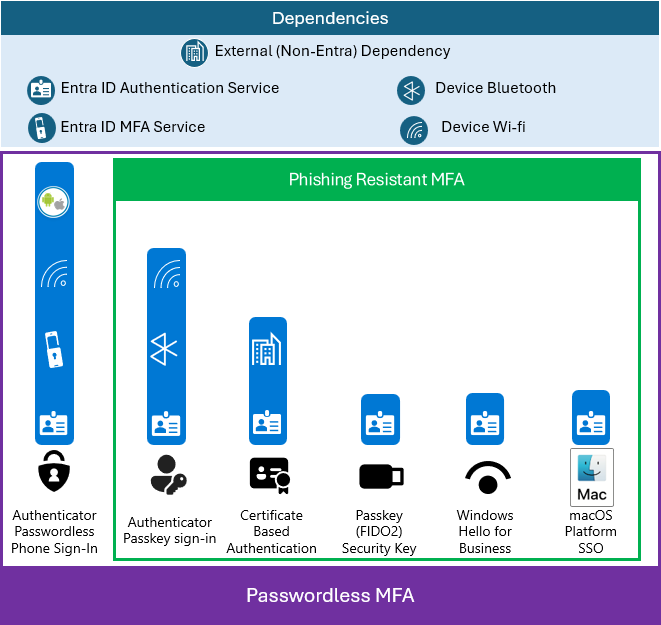 Dependencies
External (Non-Entra) Dependency
Entra ID Authentication Service
Device Bluetooth
Entra ID MFA Service
Device Wi-fi
Phishing Resistant MFA
Authenticator
Passwordless
Phone Sign-In
Authenticator
Passkey sign-in
Certificate
Based
Authentication
Passkey
(FIDO2)
Security Key
Windows
Hello for
Business
Mac
macOS
Platform
SSO
Passwordless MFA